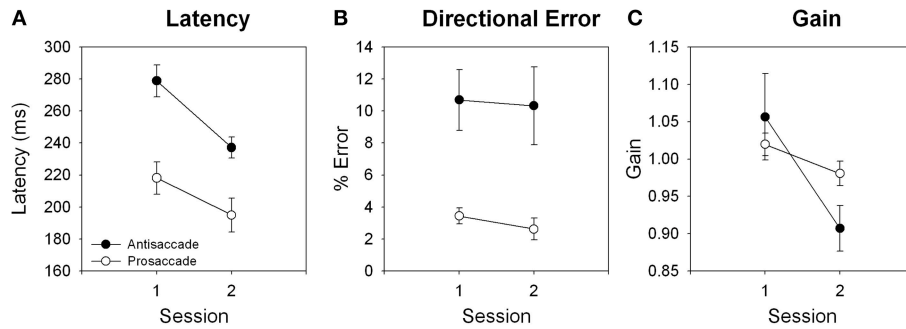 A Latency
Latency (ms)
300
280
260
240
220
200
180
160
Antisaccade
Prosaccade
1 2
Session
B Directional Error
% Error
14
12
10
8
6
4
2
0
1 2
Session
C Gain
Gain
1.15
1.10
1.05
1.00
0.95
0.90
0.85
1 2
Session